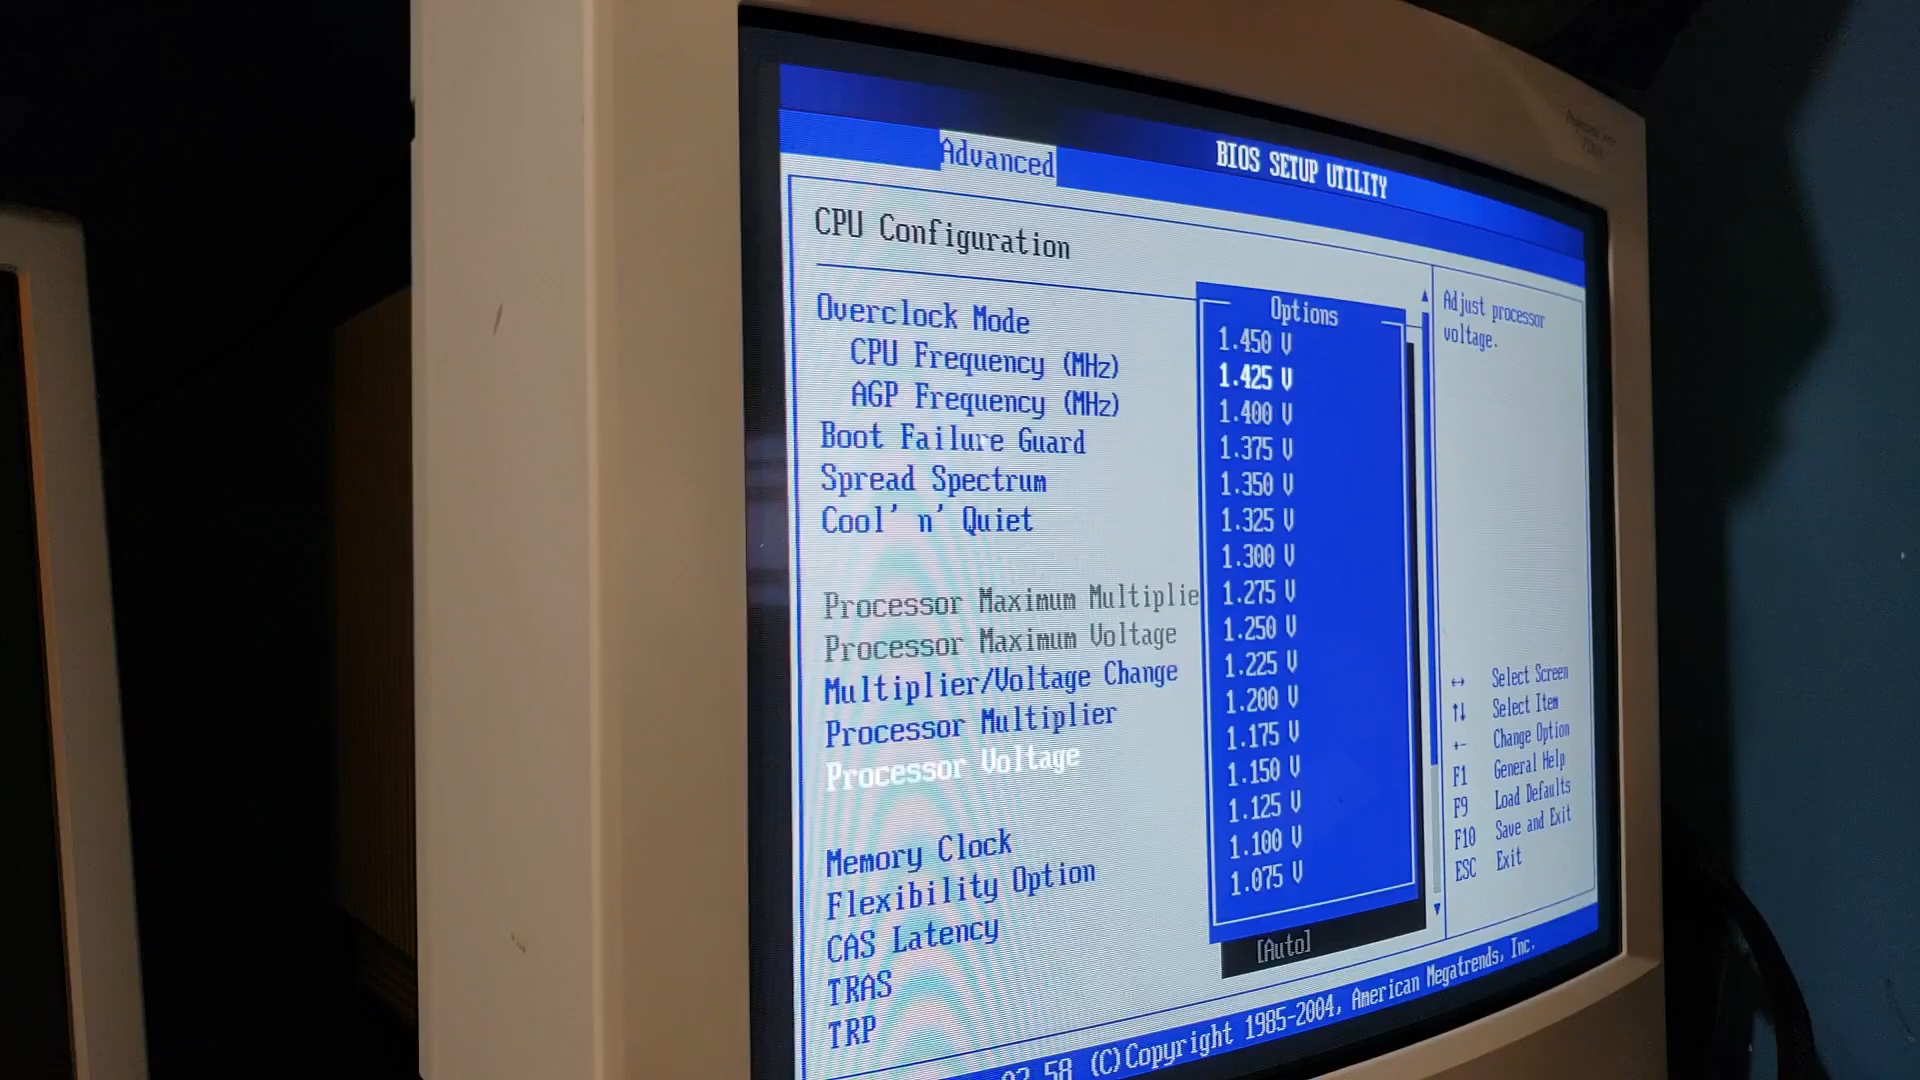 BIOS SETUP UTILITY
Advanced
CPU Configuration
Overclock Mode
CPU Frequency (MHz)
AGP Frequency (MHz)
Boot Failure Guard
Spread Spectrum
Cool' n' Quiet
Processor Maximum Multiplie
Processor Maximum Voltage
Multiplier/Voltage Change
Processor Multiplier
Processor Voltage
Memory Clock
Flexibility Option
CAS Latency
TRAS
TRP
Options
1.450 V
1.425 V
1.400 V
1.375 V
1.350 V
1.325 V
1.300 V
1.275 V
1.250 V
1.225 V
1.200 V
1.175 V
1.150 V
1.125 V
1.100 V
1.075 V
[Auto]
Adjust processor
voltage.
↔ Select Screen
↑↓ Select Item
+- Change Option
F1 General Help
F9 Load Defaults
F10 Save and Exit
ESC Exit
02.58 (C)Copyright 1985-2004, American Megatrends, Inc.